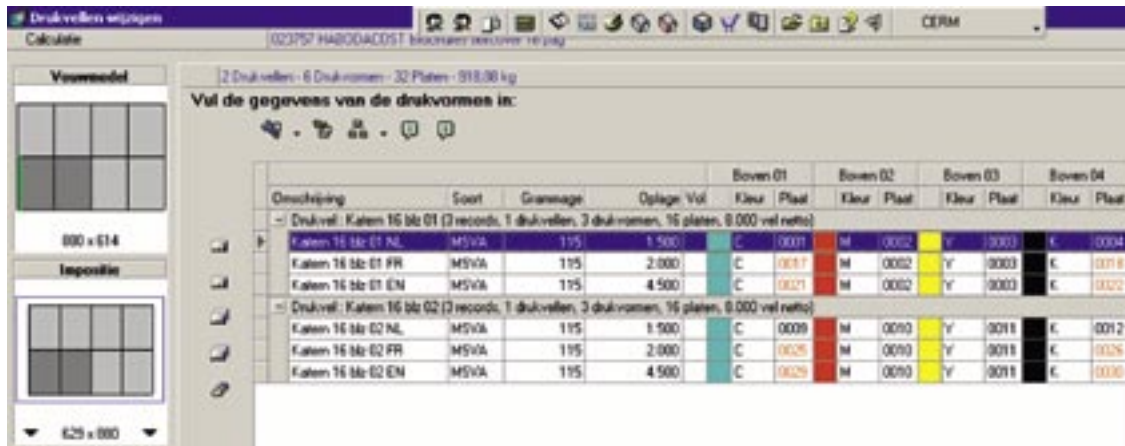 Drukvellen wijzigen
CERM
Calculatie
023757 HABODACOST brochures selfcover 16 pag
Vouwmodel
2 Drukvellen - 6 Drukvormen - 32 Platen - 918,08 kg
Vul de gegevens van de drukvormen in:
Boven 01 Boven 02 Boven 03 Boven 04
Omschrijving Soort Grammage Oplage Vol Kleur Plaat Kleur Plaat Kleur Plaat Kleur Plaat
Drukvel: Katern 16 blz 01 (3 records, 1 drukvellen, 3 drukvormen, 16 platen, 8.000 vel netto)
Katern 16 blz 01 NL MSVA 115 1.500 C 0001 M 0002 Y 0003 K 0004
Katern 16 blz 01 FR MSVA 115 2.000 C 0017 M 0002 Y 0003 K 0018
Katern 16 blz 01 EN MSVA 115 4.500 C 0021 M 0002 Y 0003 K 0022
Drukvel: Katern 16 blz 02 (3 records, 1 drukvellen, 3 drukvormen, 16 platen, 8.000 vel netto)
Katern 16 blz 02 NL MSVA 115 1.500 C 0009 M 0010 Y 0011 K 0012
Katern 16 blz 02 FR MSVA 115 2.000 C 0025 M 0010 Y 0011 K 0026
Katern 16 blz 02 EN MSVA 115 4.500 C 0029 M 0010 Y 0011 K 0030
880 x 614
Impositie
629 x 880